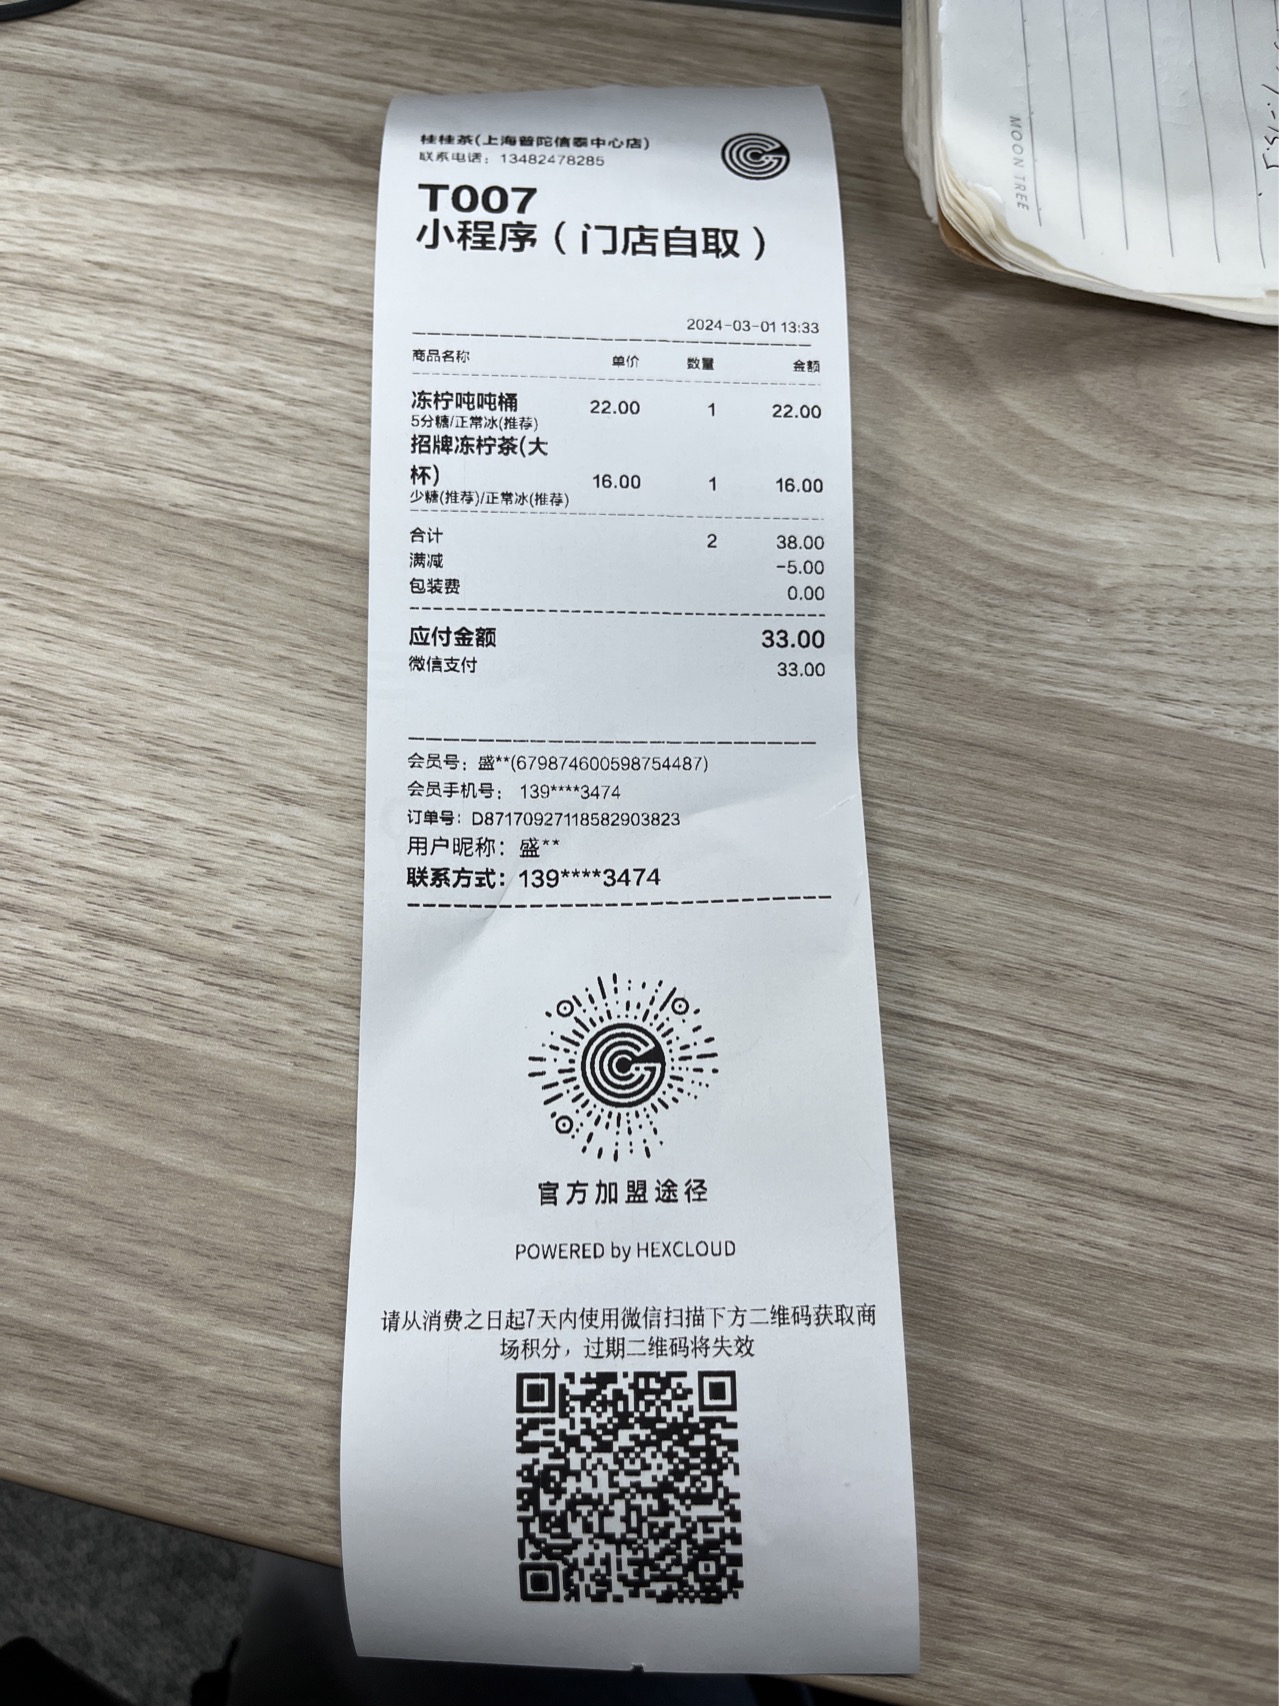 桂桂茶(上海普陀信泰中心店)
联系电话：13482478285
T007
小程序（门店自取）
2024-03-01 13:33
商品名称 单价 数量 金额
冻柠吨吨桶 22.00 1 22.00
5分糖/正常冰(推荐)
招牌冻柠茶(大
杯) 16.00 1 16.00
少糖(推荐)/正常冰(推荐)
合计 2 38.00
满减 -5.00
包装费 0.00
应付金额 33.00
微信支付 33.00
会员号：盛**(679874600598754487)
会员手机号： 139****3474
订单号：D87170927118582903823
用户昵称：盛**
联系方式：139****3474
官方加盟途径
POWERED by HEXCLOUD
请从消费之日起7天内使用微信扫描下方二维码获取商
场积分，过期二维码将失效
MOON TREE